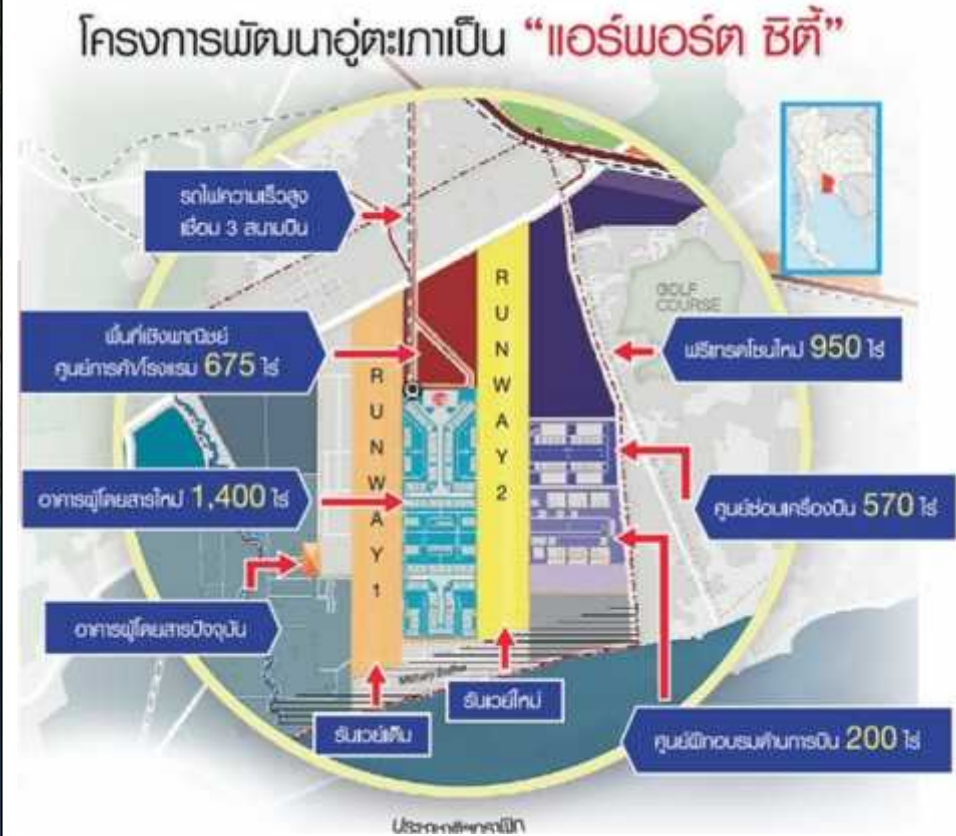 โครงการพัฒนาอู่ตะเภาเป็น “แอร์พอร์ต ซิตี้”
รถไฟความเร็วสูง
เชื่อม 3 สนามบิน
GOLF
COURSE
พื้นที่เชิงพาณิชย์
ศูนย์การค้า/โรงแรม 675 ไร่
ฟรีเทรดโซนใหม่ 950 ไร่
RUNWAY 1
RUNWAY 2
อาคารผู้โดยสารใหม่ 1,400 ไร่
ศูนย์ซ่อมเครื่องบิน 570 ไร่
อาคารผู้โดยสารปัจจุบัน
Military
รันเวย์เดิม
รันเวย์ใหม่
ศูนย์ฝึกอบรมด้านการบิน 200 ไร่